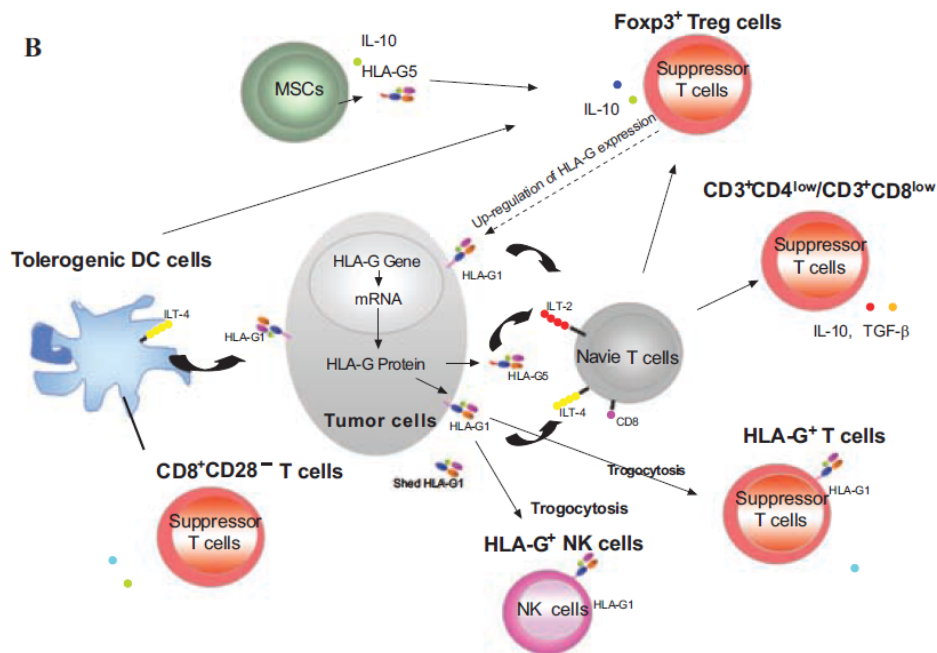 B
Foxp3⁺ Treg cells
IL-10
HLA-G5
MSCs
Suppressor
T cells
IL-10
Up-regulation of HLA-G expression
CD3⁺CD4ˡᵒʷ/CD3⁺CD8ˡᵒʷ
Suppressor
T cells
IL-10, TGF-β
Tolerogenic DC cells
ILT-4
HLA-G Gene
mRNA
HLA-G Protein
Tumor cells
HLA-G1
HLA-G1
HLA-G5
HLA-G1
Shed HLA-G1
ILT-2
Navie T cells
ILT-4
CD8
CD8⁺CD28⁻ T cells
Suppressor
T cells
Trogocytosis
HLA-G⁺ NK cells
NK cells
HLA-G1
Trogocytosis
HLA-G⁺ T cells
HLA-G1
Suppressor
T cells